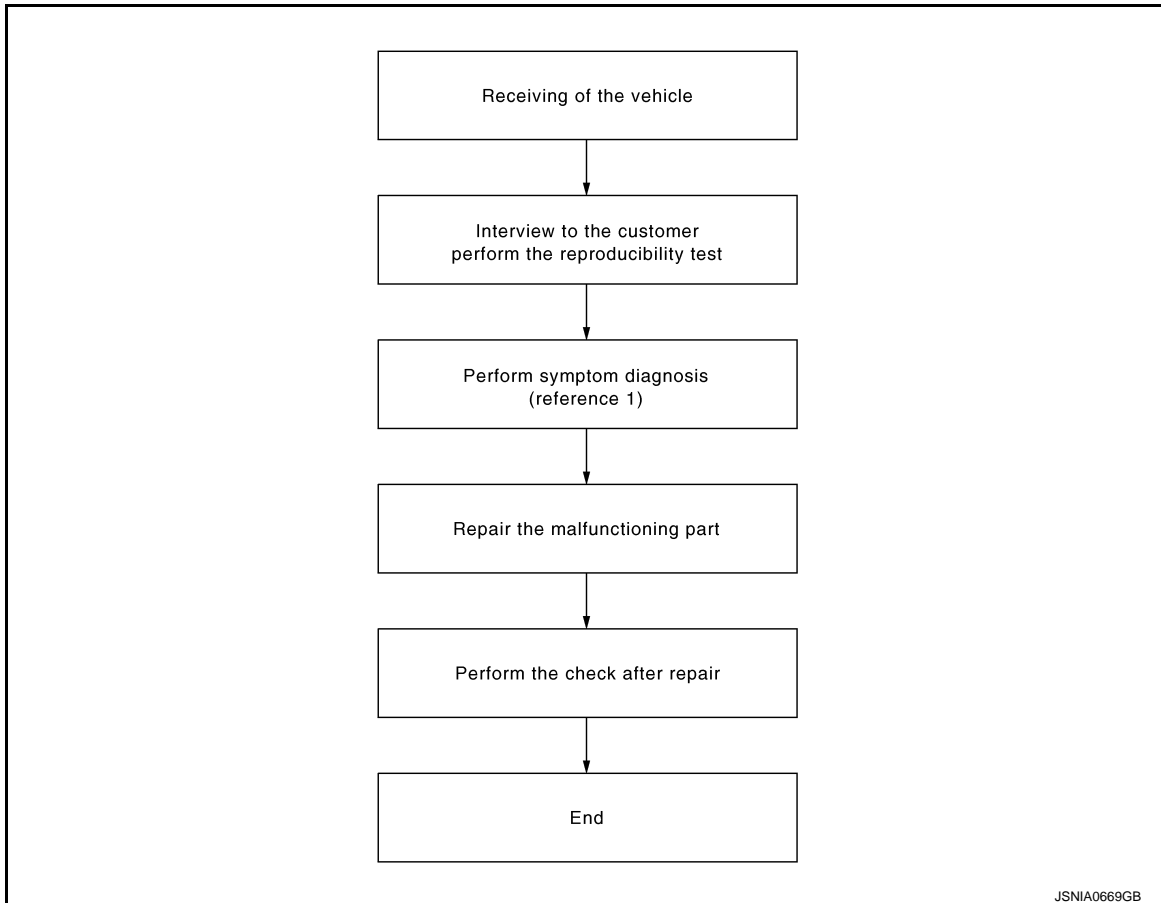 Receiving of the vehicle
Interview to the customer
perform the reproducibility test
Perform symptom diagnosis
(reference 1)
Repair the malfunctioning part
Perform the check after repair
End
JSNIA0669GB